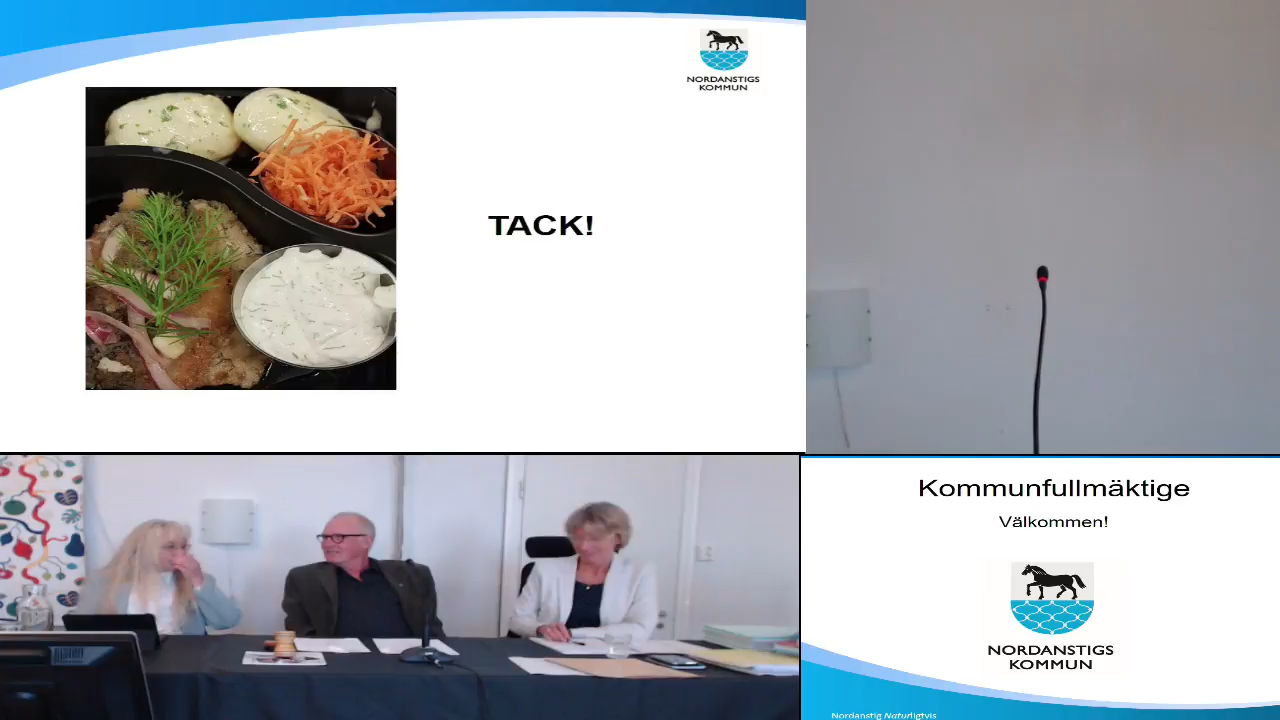 NORDANSTIGS
KOMMUN
TACK!
Kommunfullmäktige
Välkommen!
NORDANSTIGS
KOMMUN
Nordanstig Naturligtvis